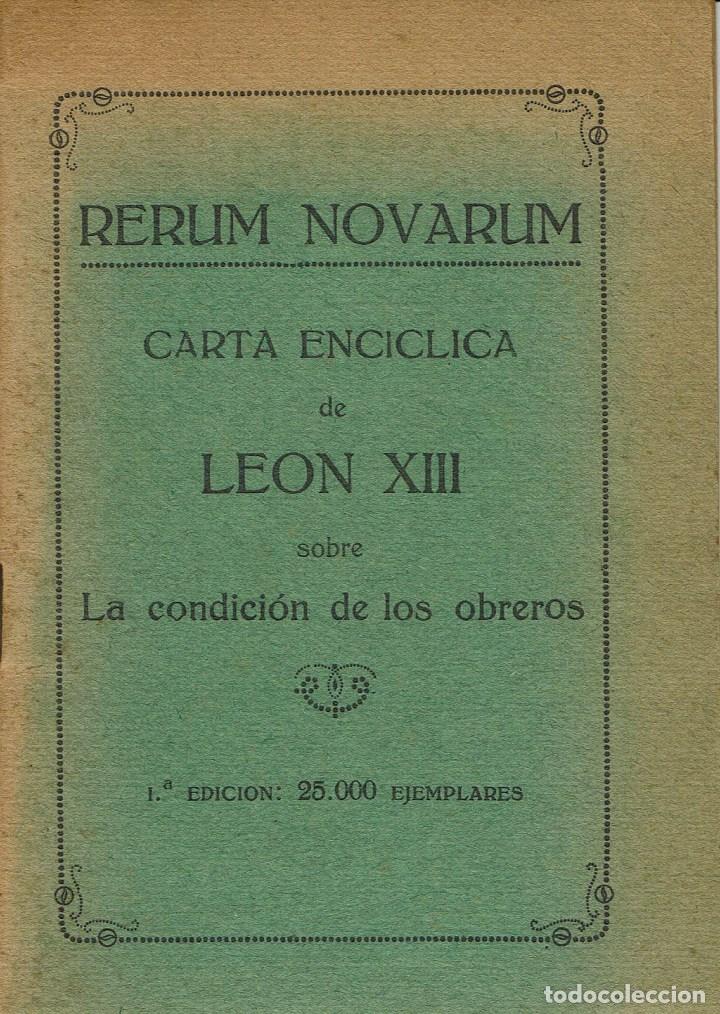 RERUM NOVARUM
CARTA ENCICLICA
de
LEON XIII
sobre
La condición de los obreros
1.ª EDICION: 25.000 EJEMPLARES
todocoleccion